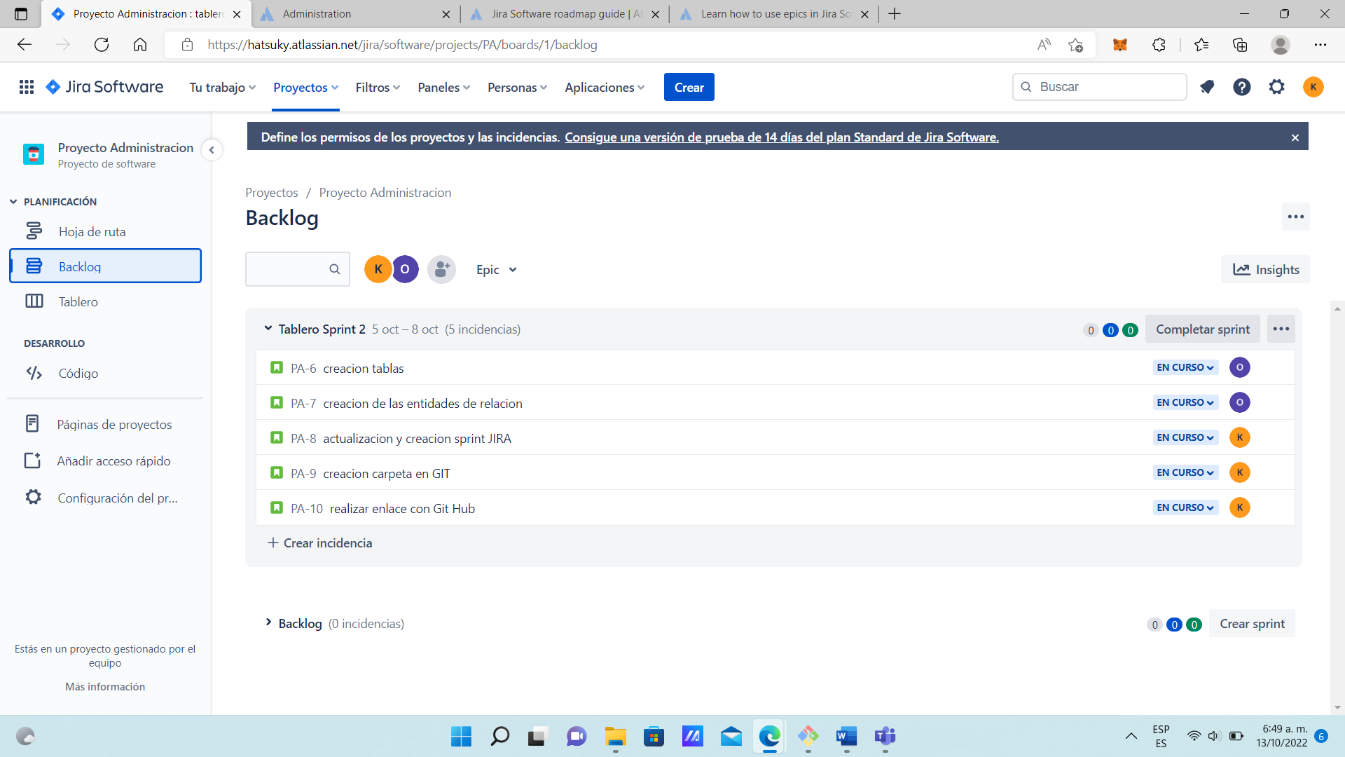 Proyecto Administracion : tablero
Administration
Jira Software roadmap guide | At
Learn how to use epics in Jira So
https://hatsuky.atlassian.net/jira/software/projects/PA/boards/1/backlog
Jira Software
Tu trabajo
Proyectos
Filtros
Paneles
Personas
Aplicaciones
Crear
Buscar
K
Proyecto Administracion
Proyecto de software
PLANIFICACIÓN
Hoja de ruta
Backlog
Tablero
DESARROLLO
Código
Páginas de proyectos
Añadir acceso rápido
Configuración del pr...
Estás en un proyecto gestionado por el
equipo
Más información
Define los permisos de los proyectos y las incidencias. Consigue una versión de prueba de 14 días del plan Standard de Jira Software.
Proyectos / Proyecto Administracion
Backlog
K O Epic
Insights
Tablero Sprint 2 5 oct – 8 oct (5 incidencias)
0 0 0 Completar sprint
PA-6 creacion tablas EN CURSO O
PA-7 creacion de las entidades de relacion EN CURSO O
PA-8 actualizacion y creacion sprint JIRA EN CURSO K
PA-9 creacion carpeta en GIT EN CURSO K
PA-10 realizar enlace con Git Hub EN CURSO K
+ Crear incidencia
Backlog (0 incidencias)
0 0 0 Crear sprint
ESP
ES
6:49 a. m.
13/10/2022
6